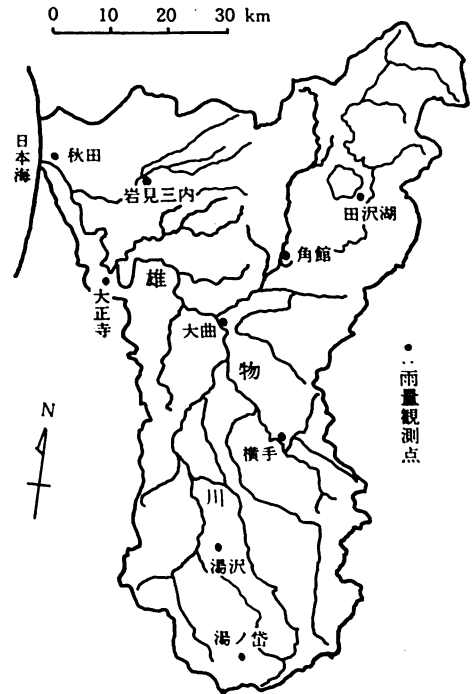 0 10 20 30 km
日本海
秋田
岩見三内
田沢湖
角館
雄
大正寺
大曲
物
●:雨量観測点
N
横手
川
湯沢
湯ノ岱